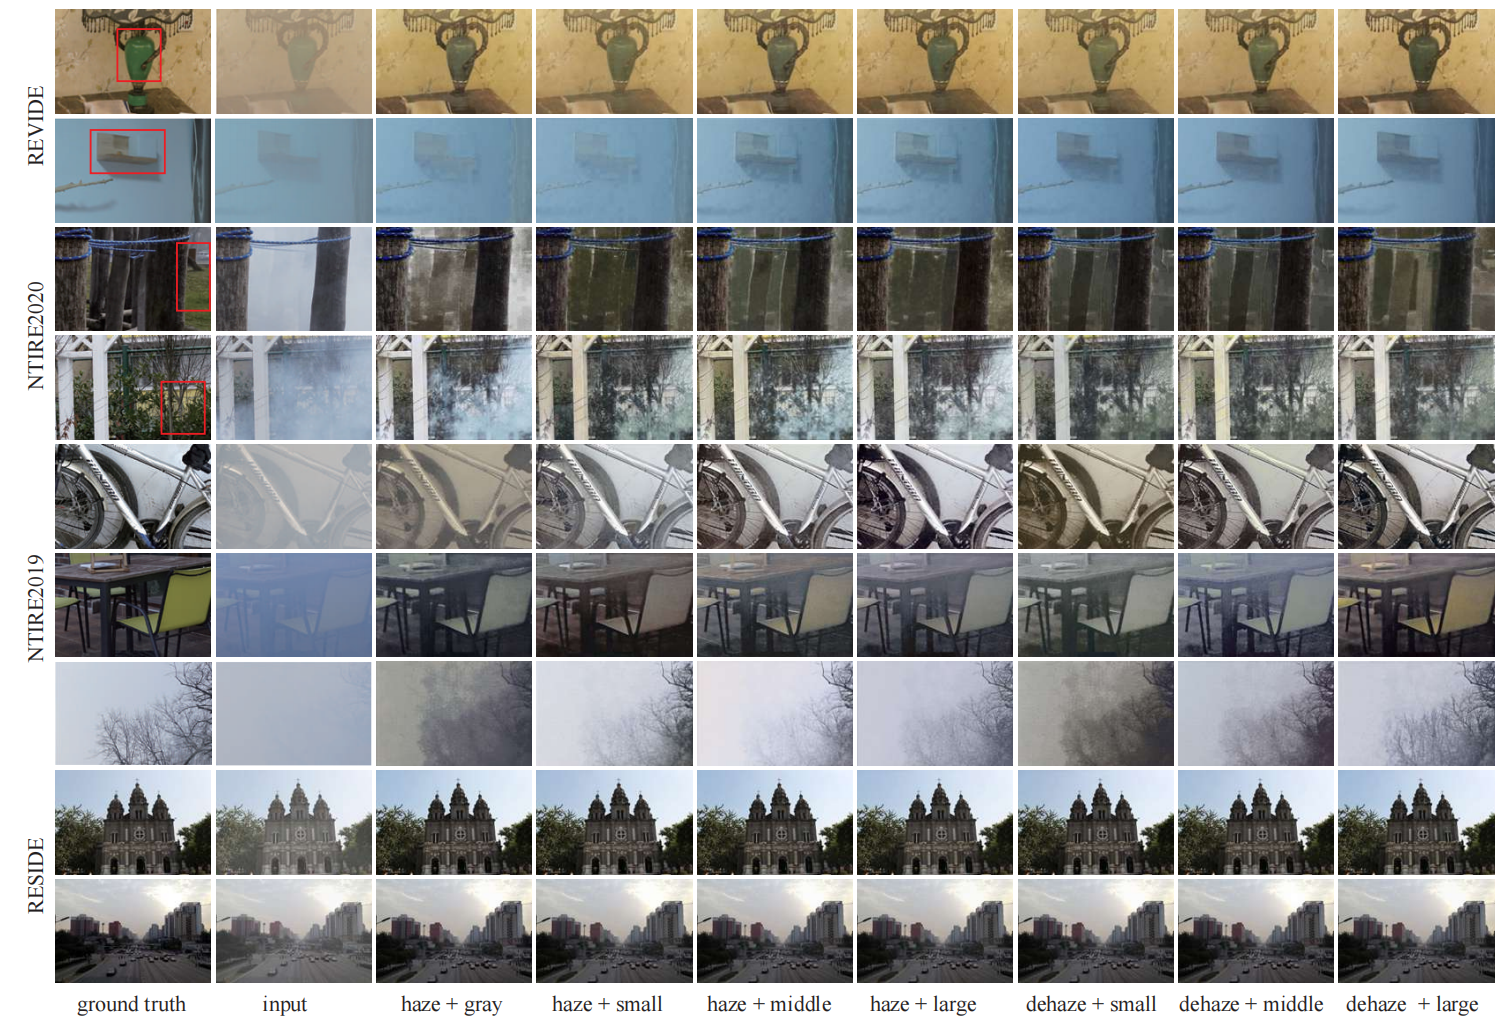 REVIDE
NTIRE2020
NTIRE2019
RESIDE
ground truth
input
haze + gray
haze + small
haze + middle
haze + large
dehaze + small
dehaze + middle
dehaze + large